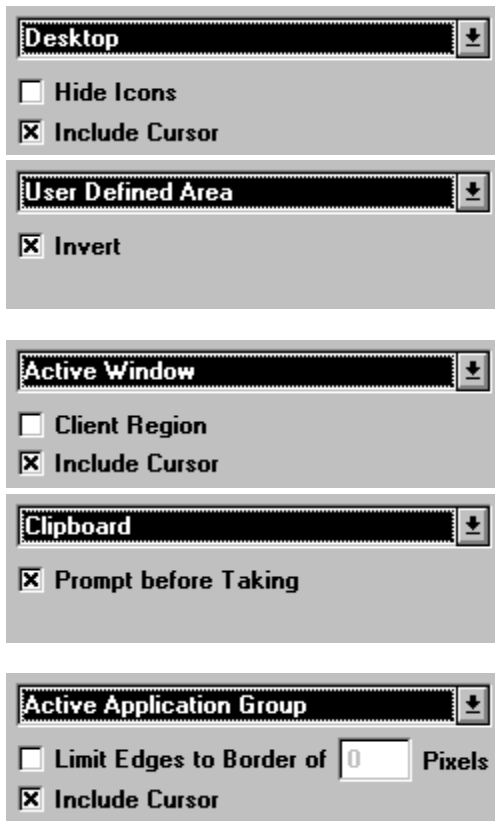 Desktop
Hide Icons
Include Cursor
User Defined Area
Invert
Active Window
Client Region
Include Cursor
Clipboard
Prompt before Taking
Active Application Group
Limit Edges to Border of 0 Pixels
Include Cursor